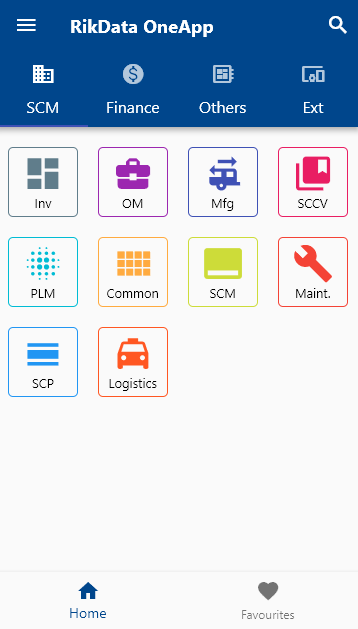 RikData OneApp
SCM Finance Others Ext
Inv OM Mfg SCCV
PLM Common SCM Maint.
SCP Logistics
Home Favourites